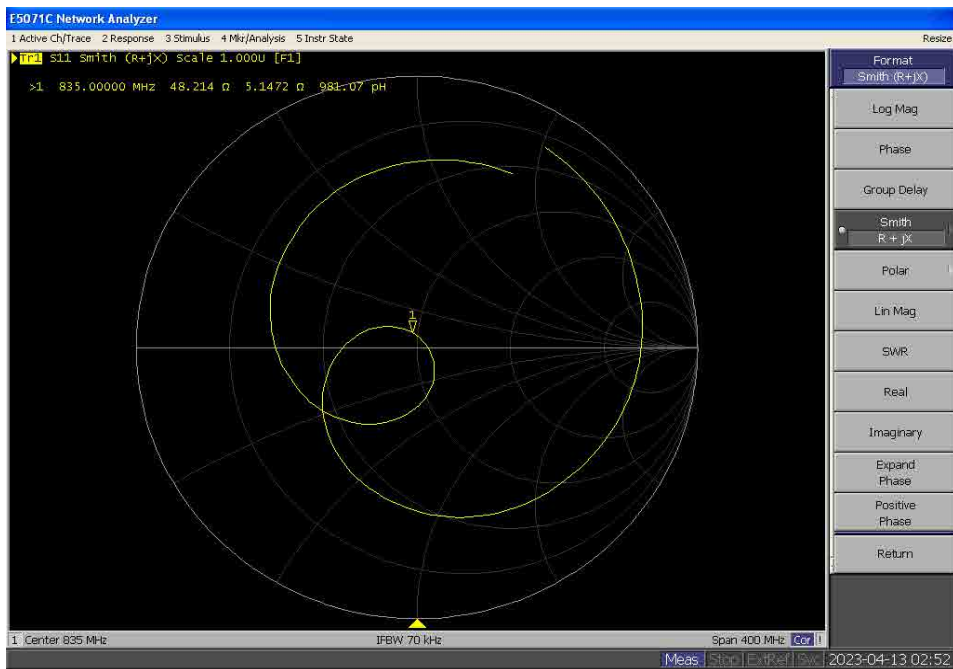 E5071C Network Analyzer
1 Active Ch/Trace 2 Response 3 Stimulus 4 Mkr/Analysis 5 Instr State
Resize
Tr1 S11 Smith (R+jX) Scale 1.000U [F1]
>1 835.00000 MHz 48.214 Ω 5.1472 Ω 981.07 pH
1
Format
Smith (R+jX)
Log Mag
Phase
Group Delay
Smith
R + jX
Polar
Lin Mag
SWR
Real
Imaginary
Expand
Phase
Positive
Phase
Return
1 Center 835 MHz
IFBW 70 kHz
Span 400 MHz Cor !
Meas Stop ExtRef Svc 2023-04-13 02:52